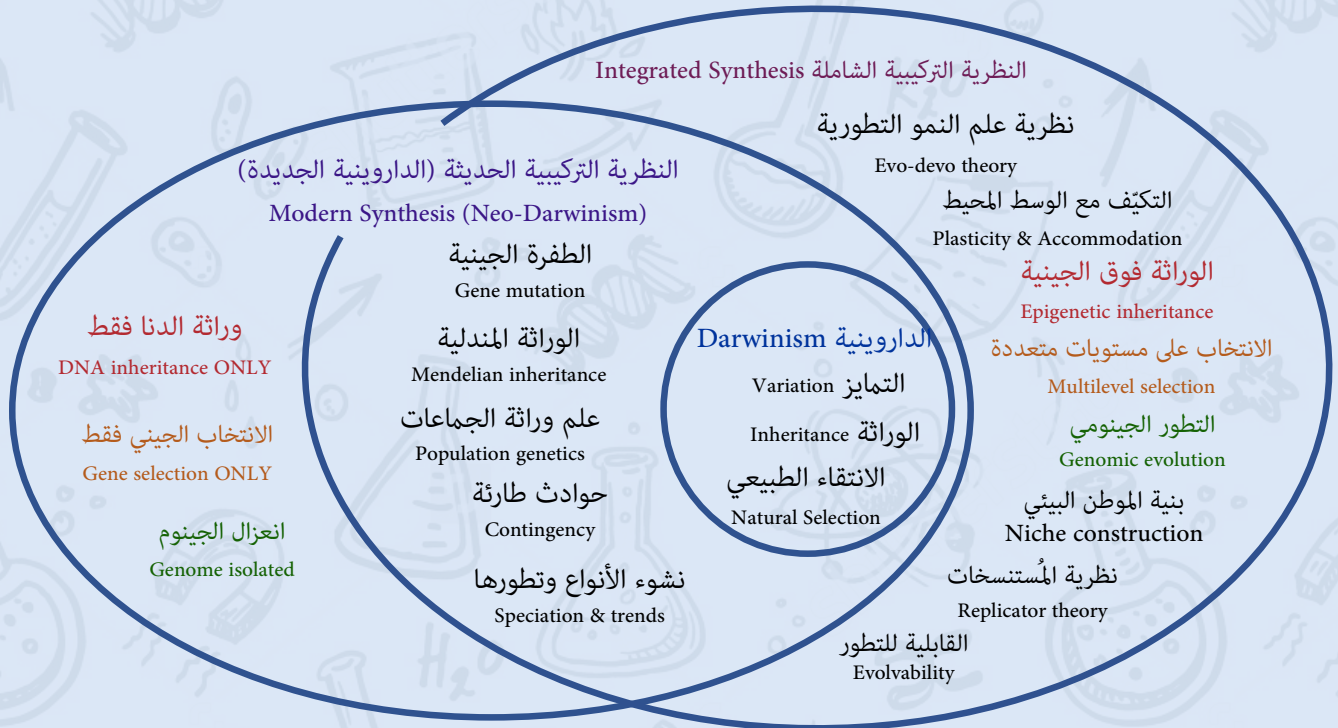 النظرية التركيبية الشاملة Integrated Synthesis
نظرية علم النمو التطورية
Evo-devo theory
التكيّف مع الوسط المحيط
Plasticity & Accommodation
الوراثة فوق الجينية
Epigenetic inheritance
الانتخاب على مستويات متعددة
Multilevel selection
التطور الجينومي
Genomic evolution
بنية الموطن البيئي
Niche construction
نظرية المُستنسخات
Replicator theory
القابلية للتطور
Evolvability
النظرية التركيبية الحديثة (الداروينية الجديدة)
Modern Synthesis (Neo-Darwinism)
الطفرة الجينية
Gene mutation
الوراثة المندلية
Mendelian inheritance
علم وراثة الجماعات
Population genetics
حوادث طارئة
Contingency
نشوء الأنواع وتطورها
Speciation & trends
الداروينية Darwinism
التمايز Variation
الوراثة Inheritance
الانتقاء الطبيعي
Natural Selection
وراثة الدنا فقط
DNA inheritance ONLY
الانتخاب الجيني فقط
Gene selection ONLY
انعزال الجينوم
Genome isolated
H₂O
H₂O